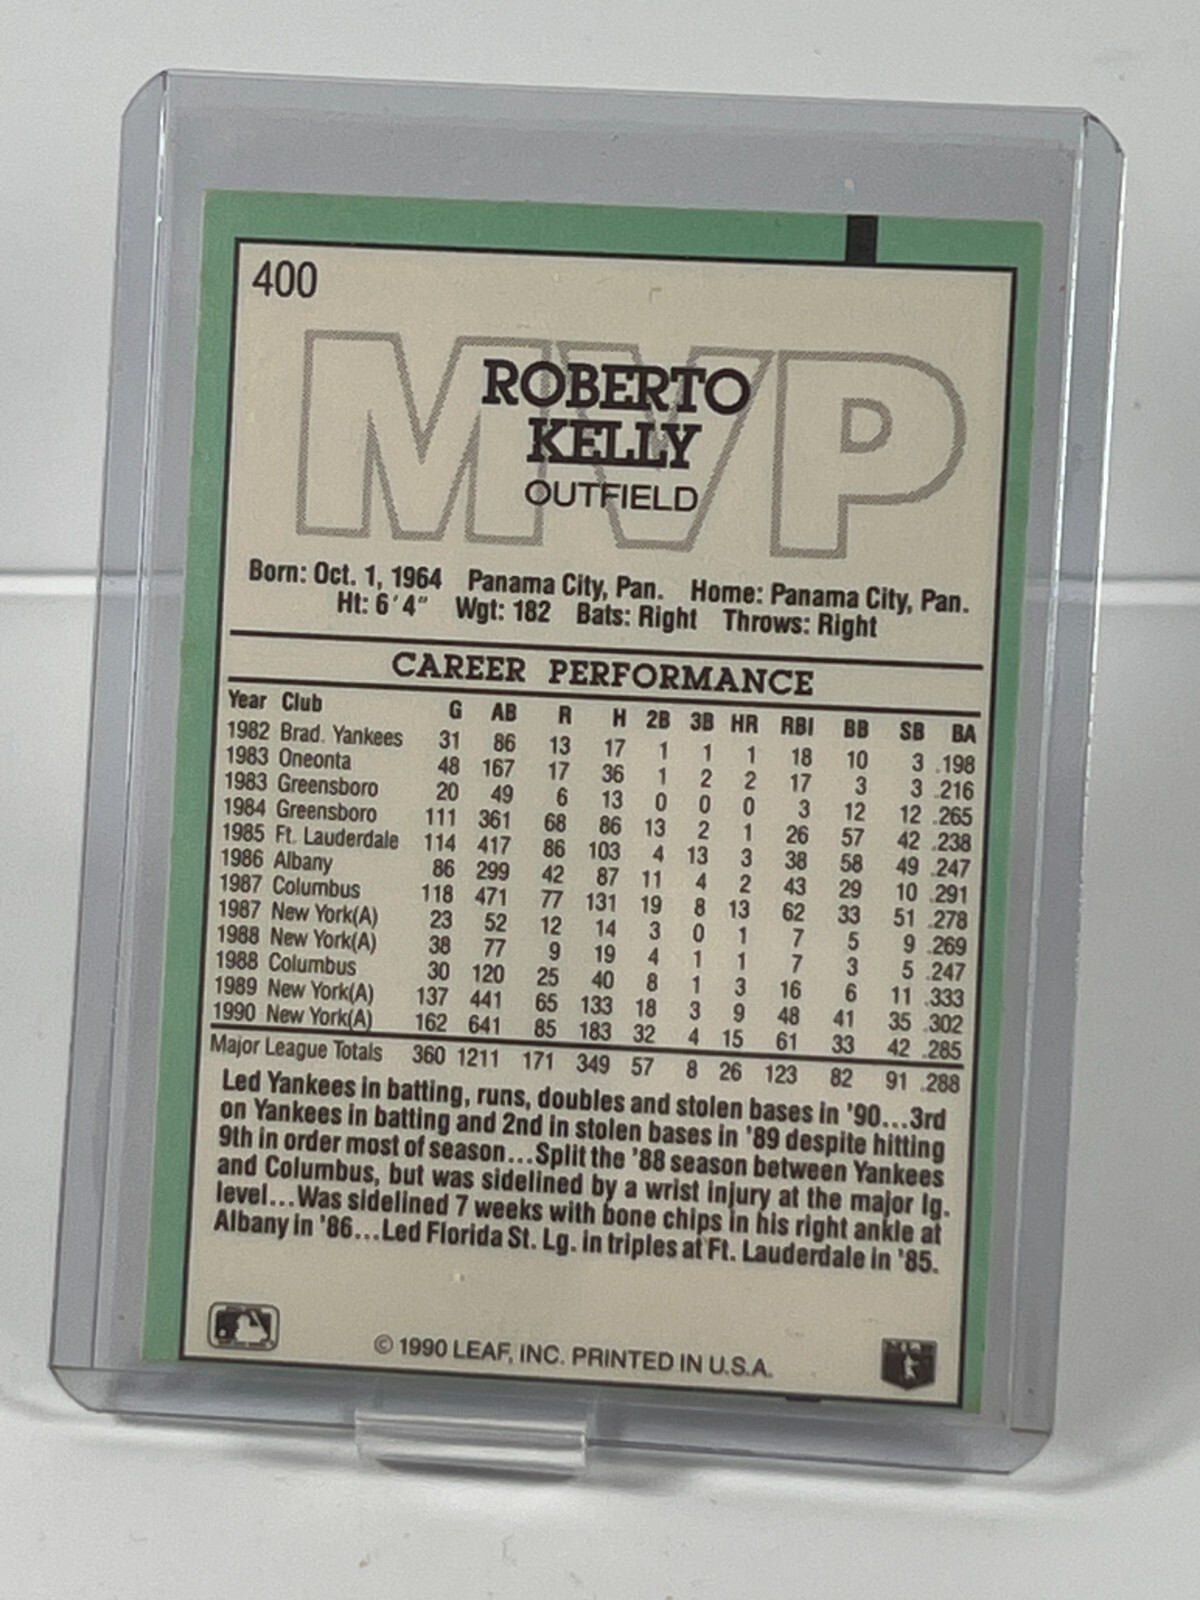 400
MVP
ROBERTO
KELLY
OUTFIELD
Born: Oct. 1, 1964 Panama City, Pan. Home: Panama City, Pan.
Ht: 6'4" Wgt: 182 Bats: Right Throws: Right
CAREER PERFORMANCE
Year Club G AB R H 2B 3B HR RBI BB SB BA
1982 Brad. Yankees 31 86 13 17 1 1 1 18 10 3 .198
1983 Oneonta 48 167 17 36 1 2 2 17 3 3 .216
1983 Greensboro 20 49 6 13 0 0 0 3 12 12 .265
1984 Greensboro 111 361 68 86 13 2 1 26 57 42 .238
1985 Ft. Lauderdale 114 417 86 103 4 13 3 38 58 49 .247
1986 Albany 86 299 42 87 11 4 2 43 29 10 .291
1987 Columbus 118 471 77 131 19 8 13 62 33 51 .278
1987 New York(A) 23 52 12 14 3 0 1 7 5 9 .269
1988 New York(A) 38 77 9 19 4 1 1 7 3 5 .247
1988 Columbus 30 120 25 40 8 1 3 16 6 11 .333
1989 New York(A) 137 441 65 133 18 3 9 48 41 35 .302
1990 New York(A) 162 641 85 183 32 4 15 61 33 42 .285
Major League Totals 360 1211 171 349 57 8 26 123 82 91 .288
Led Yankees in batting, runs, doubles and stolen bases in '90...3rd
on Yankees in batting and 2nd in stolen bases in '89 despite hitting
9th in order most of season...Split the '88 season between Yankees
and Columbus, but was sidelined by a wrist injury at the major lg.
level...Was sidelined 7 weeks with bone chips in his right ankle at
Albany in '86...Led Florida St. Lg. in triples at Ft. Lauderdale in '85.
© 1990 LEAF, INC. PRINTED IN U.S.A.